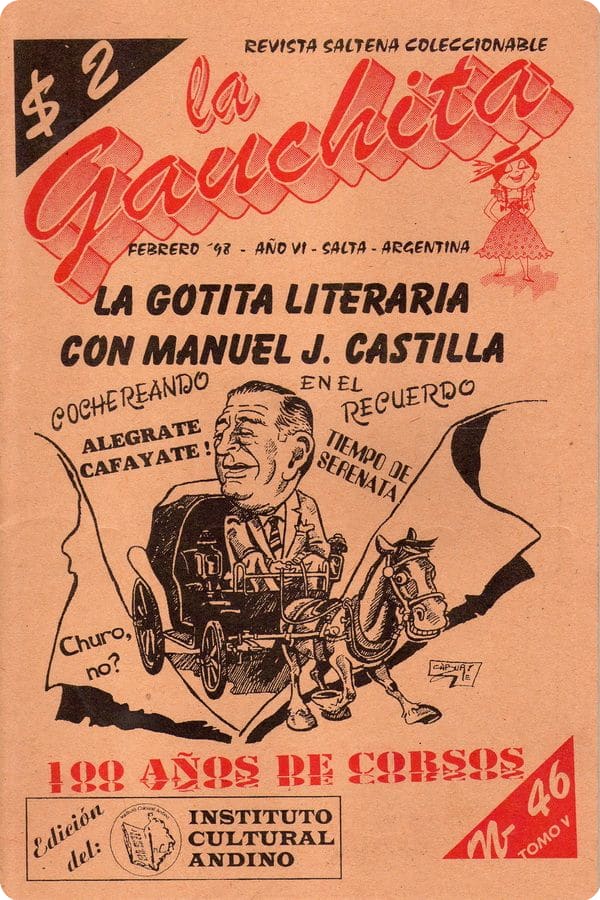 $ 2
REVISTA SALTEÑA COLECCIONABLE
la
Gauchita
FEBRERO ´98 - AÑO VI - SALTA - ARGENTINA
LA GOTITA LITERARIA
CON MANUEL J. CASTILLA
COCHEREANDO
EN EL
RECUERDO
ALEGRATE
CAFAYATE !
TIEMPO DE
SERENATA
Churo,
no?
100 AÑOS DE CORSOS
Edición
del:
INSTITUTO
CULTURAL
ANDINO
Nº 46
TOMO V